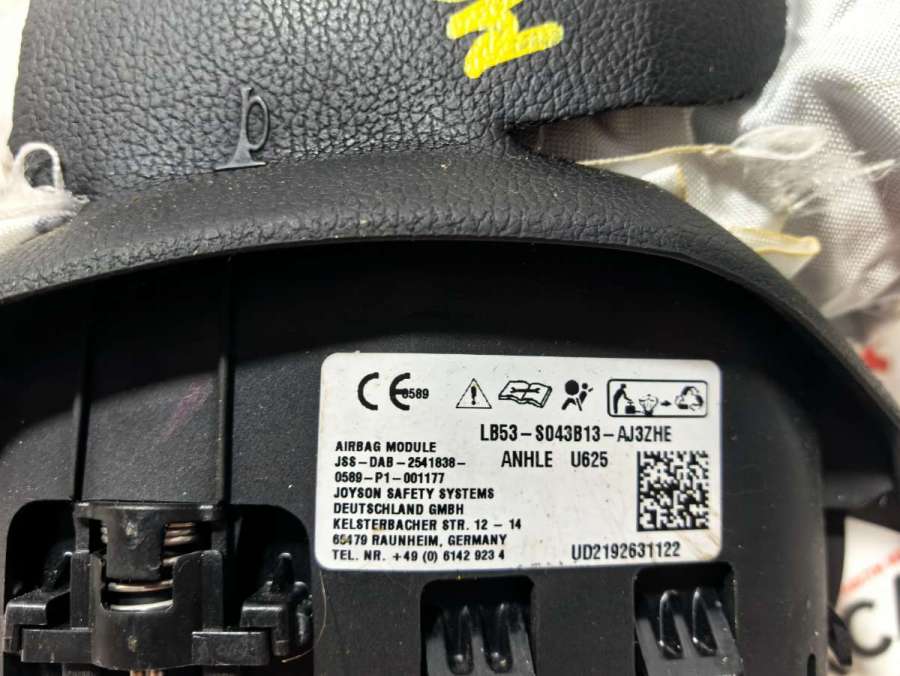 b
CE 0589
LB53-S043B13-AJ3ZHE
ANHLE U625
AIRBAG MODULE
JSS-DAB-2541838-
0589-P1-001177
JOYSON SAFETY SYSTEMS
DEUTSCHLAND GMBH
KELSTERBACHER STR. 12 - 14
65479 RAUNHEIM, GERMANY
TEL. NR. +49 (0) 6142 923 4
UD2192631122